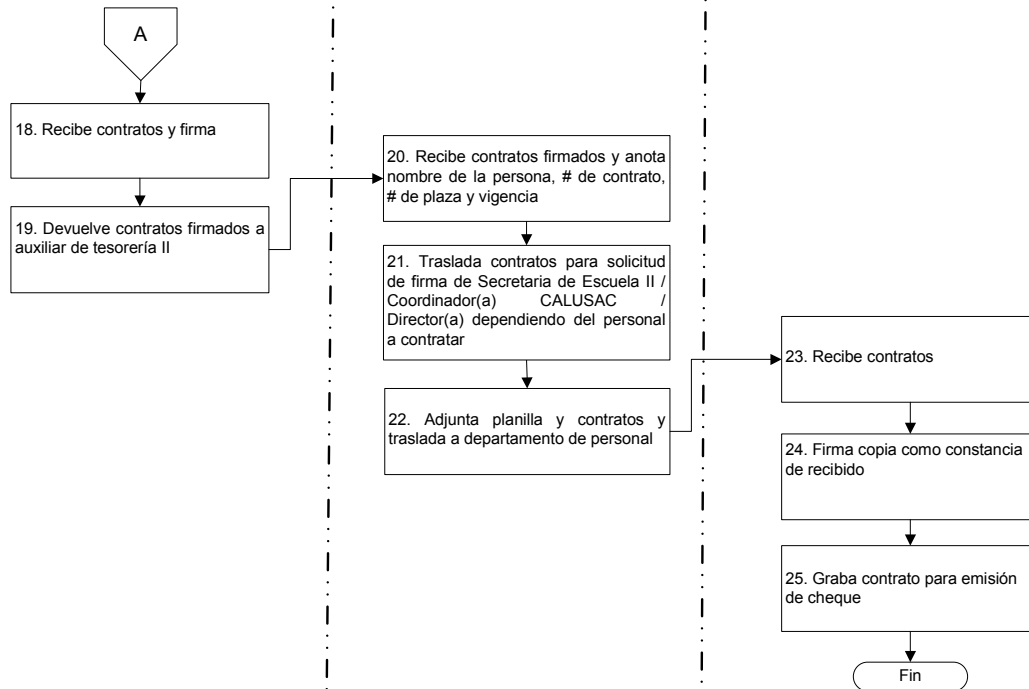 A
18. Recibe contratos y firma
19. Devuelve contratos firmados a
auxiliar de tesorería II
20. Recibe contratos firmados y anota
nombre de la persona, # de contrato,
# de plaza y vigencia
21. Traslada contratos para solicitud
de firma de Secretaria de Escuela II /
Coordinador(a) CALUSAC /
Director(a) dependiendo del personal
a contratar
22. Adjunta planilla y contratos y
traslada a departamento de personal
23. Recibe contratos
24. Firma copia como constancia
de recibido
25. Graba contrato para emisión
de cheque
Fin